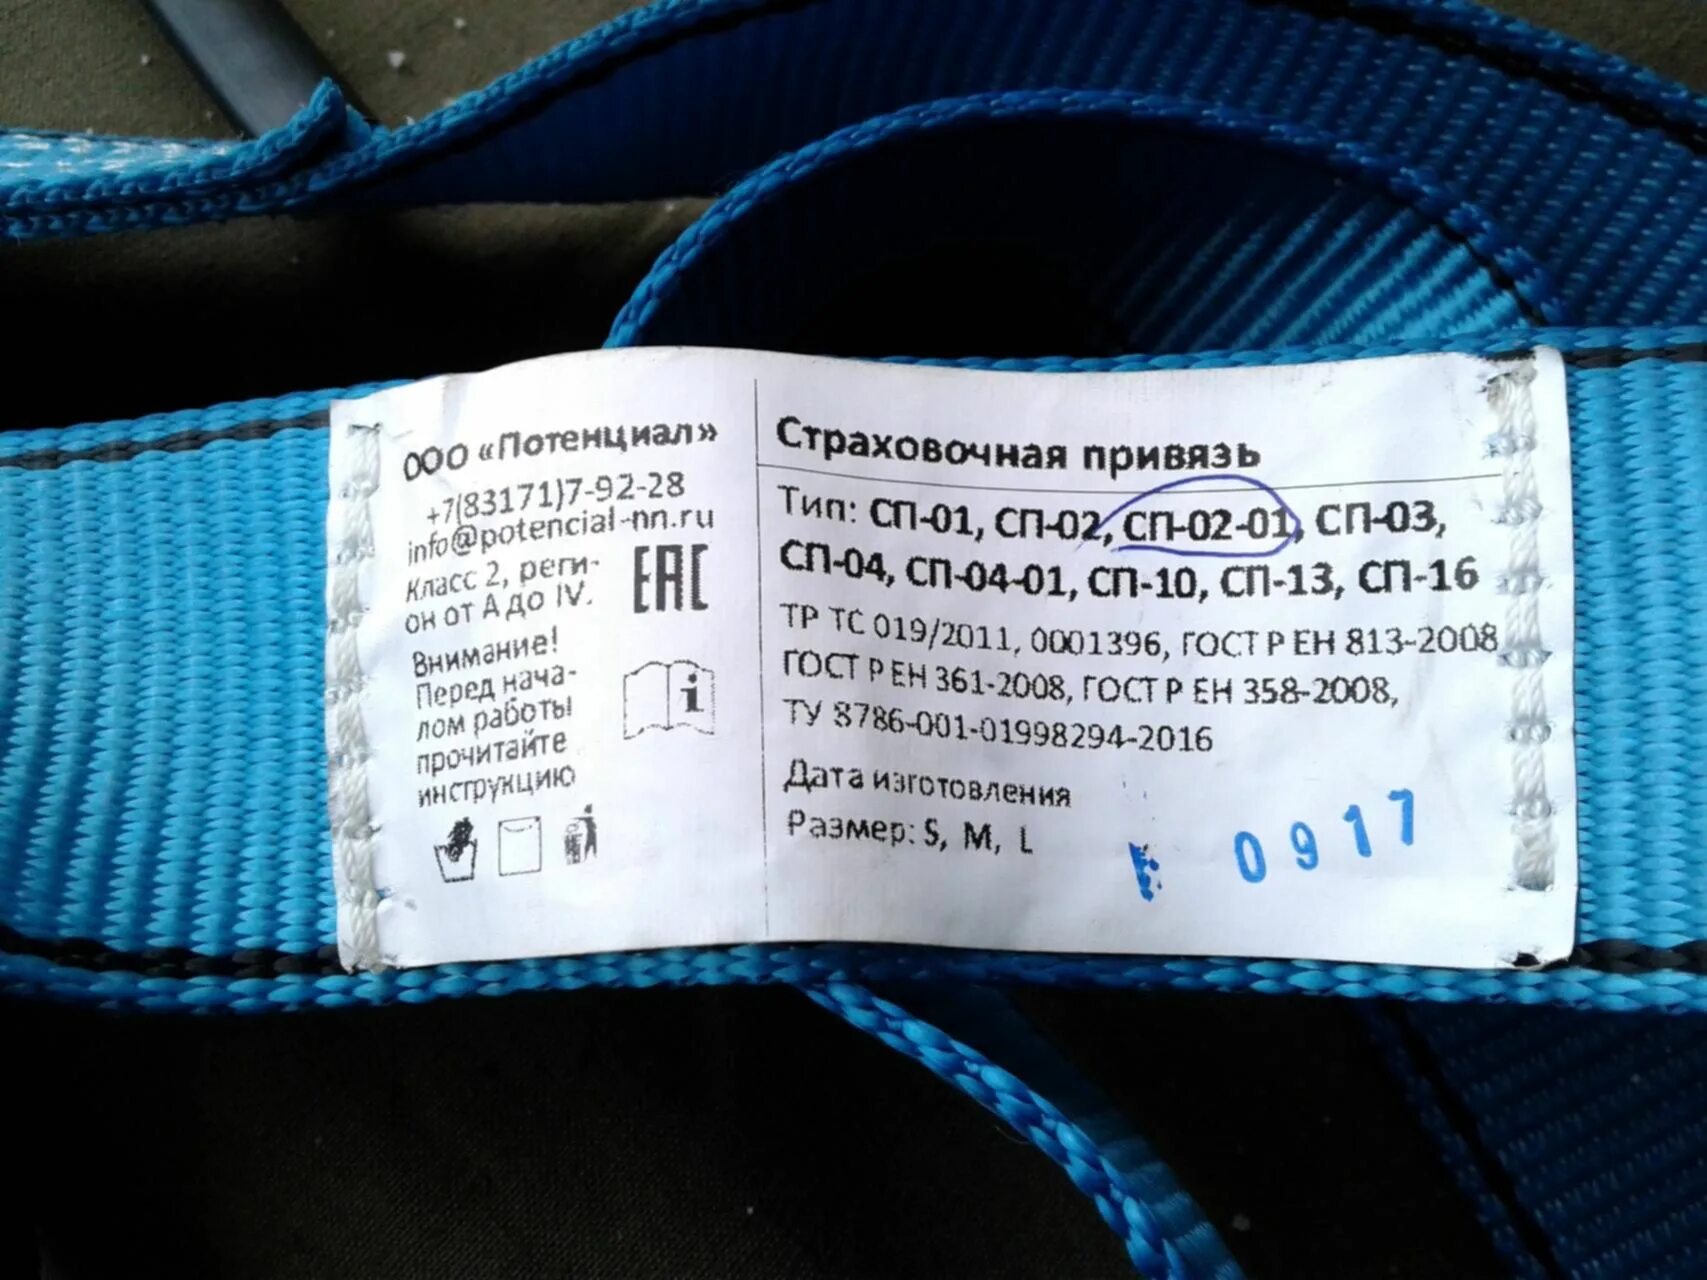 ООО «Потенциал»
+7(83171)7-92-28
info@potencial-nn.ru
Класс 2, реги-
он от А до IV.
ЕАС
Внимание!
Перед нача-
лом работы
прочитайте
инструкцию
i
Страховочная привязь
Тип: СП-01, СП-02, СП-02-01, СП-03,
СП-04, СП-04-01, СП-10, СП-13, СП-16
ТР ТС 019/2011, 0001396, ГОСТ Р ЕН 813-2008
ГОСТ Р ЕН 361-2008, ГОСТ Р ЕН 358-2008,
ТУ 8786-001-01998294-2016
Дата изготовления
Размер: S, M, L
0917